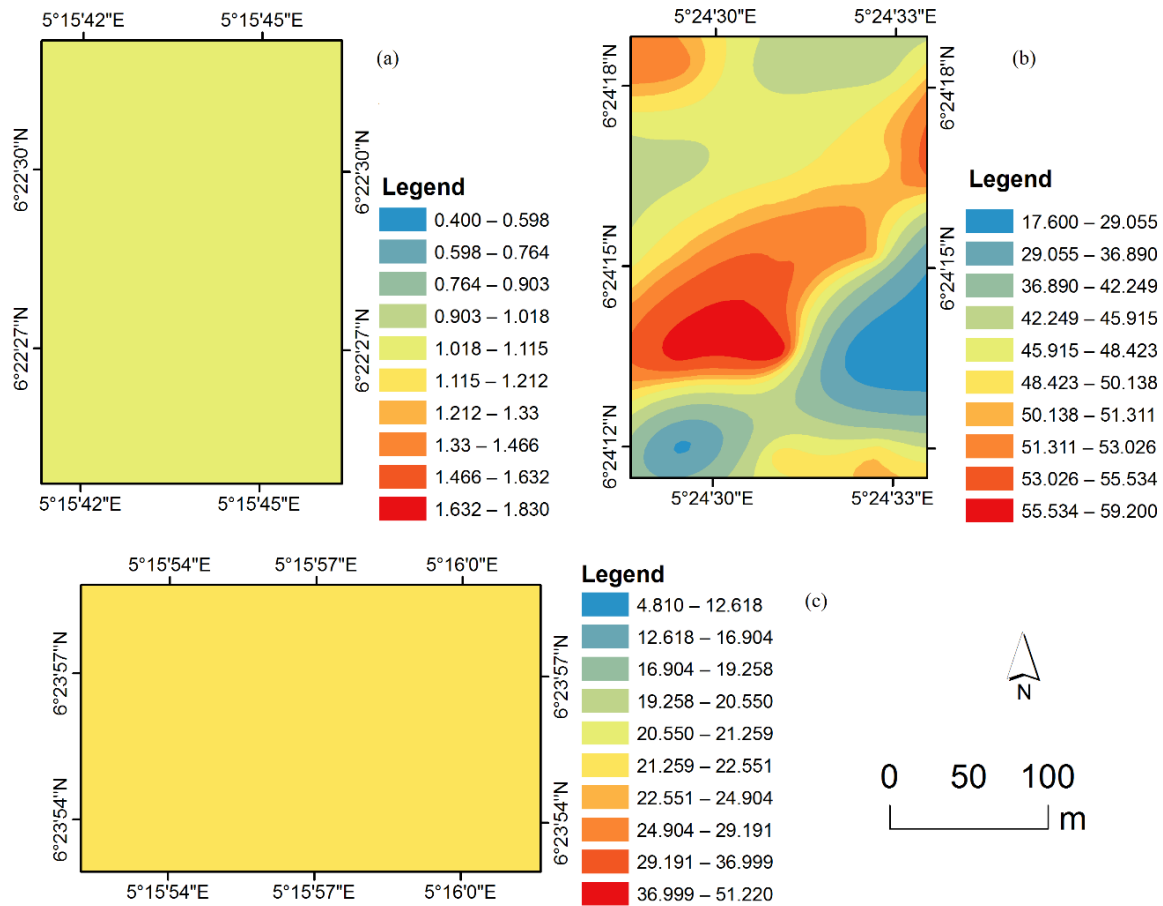 5°15'42"E 5°15'45"E
(a)
6°22'30"N
6°22'30"N
6°22'27"N
6°22'27"N
5°15'42"E 5°15'45"E
Legend
0.400 – 0.598
0.598 – 0.764
0.764 – 0.903
0.903 – 1.018
1.018 – 1.115
1.115 – 1.212
1.212 – 1.33
1.33 – 1.466
1.466 – 1.632
1.632 – 1.830
5°24'30"E 5°24'33"E
(b)
6°24'18"N
6°24'18"N
6°24'15"N
6°24'15"N
6°24'12"N
6°24'12"N
5°24'30"E 5°24'33"E
Legend
17.600 – 29.055
29.055 – 36.890
36.890 – 42.249
42.249 – 45.915
45.915 – 48.423
48.423 – 50.138
50.138 – 51.311
51.311 – 53.026
53.026 – 55.534
55.534 – 59.200
5°15'54"E 5°15'57"E 5°16'0"E
6°23'57"N
6°23'57"N
6°23'54"N
6°23'54"N
5°15'54"E 5°15'57"E 5°16'0"E
Legend
(c)
4.810 – 12.618
12.618 – 16.904
16.904 – 19.258
19.258 – 20.550
20.550 – 21.259
21.259 – 22.551
22.551 – 24.904
24.904 – 29.191
29.191 – 36.999
36.999 – 51.220
N
0 50 100
m